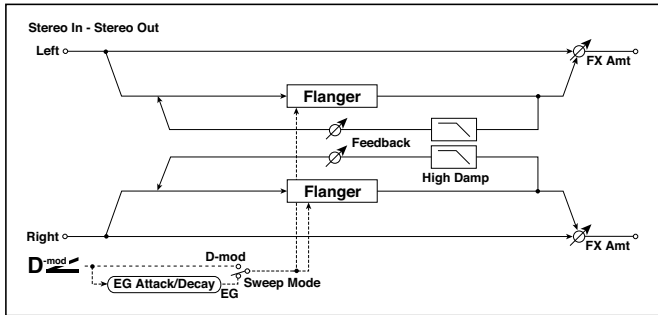 Stereo In - Stereo Out
Left
FX Amt
Flanger
Feedback
High Damp
Flanger
Right
FX Amt
D-mod
D-mod
EG Attack/Decay
EG
Sweep Mode